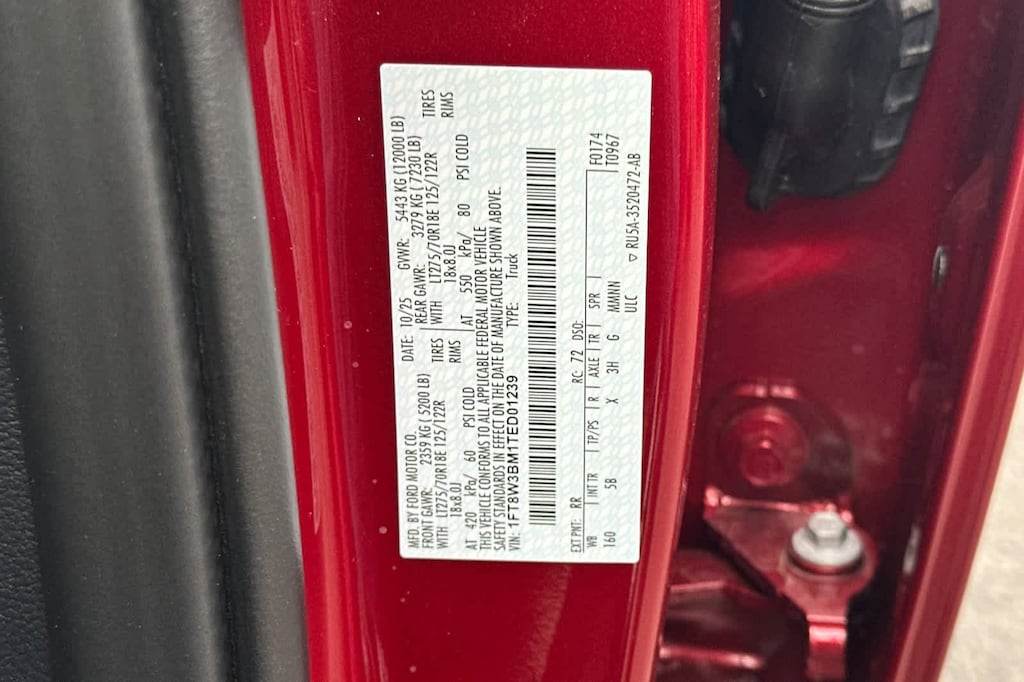 MFD. BY FORD MOTOR CO.
DATE: 10/25 GVWR: 5443 KG (12000 LB)
FRONT GAWR: 2359 KG (5200 LB) REAR GAWR: 3279 KG (7230 LB)
WITH LT275/70R18E 125/122R TIRES WITH LT275/70R18E 125/122R TIRES
18x8.0J RIMS 18x8.0J RIMS
AT 420 kPa/ 60 PSI COLD AT 550 kPa/ 80 PSI COLD
THIS VEHICLE CONFORMS TO ALL APPLICABLE FEDERAL MOTOR VEHICLE
SAFETY STANDARDS IN EFFECT ON THE DATE OF MANUFACTURE SHOWN ABOVE.
VIN: 1FT8W3BM1TED01239 TYPE: Truck
EXT PNT: RR RC: 72 DSO: F0174
WB INT TR TP/PS R AXLE TR SPR T0967
160 5B X 3H G MMNN
ULC ▽ RU5A-3520472-AB